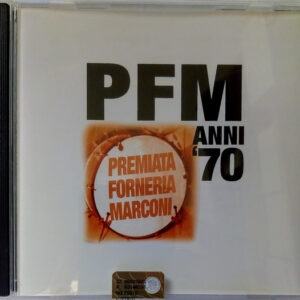 PFM
ANNI
'70
PREMIATA
FORNERIA
MARCONI